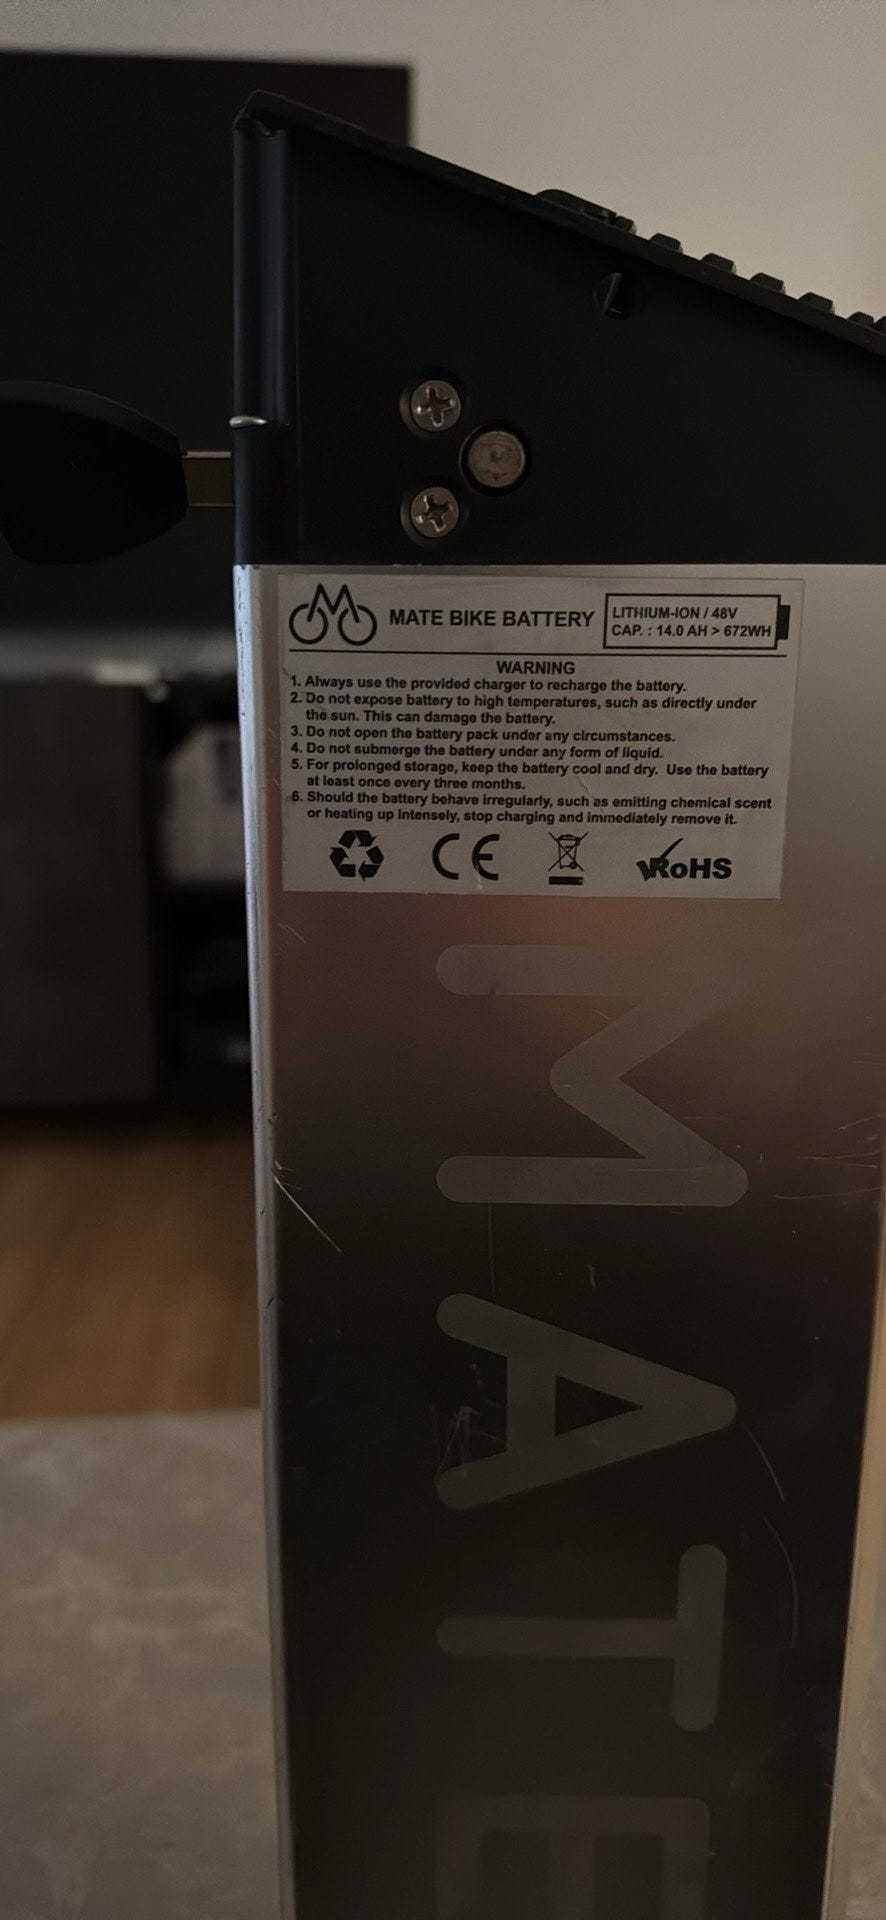 MATE BIKE BATTERY
LITHIUM-ION / 48V
CAP. : 14.0 AH > 672WH
WARNING
1. Always use the provided charger to recharge the battery.
2. Do not expose battery to high temperatures, such as directly under
the sun. This can damage the battery.
3. Do not open the battery pack under any circumstances.
4. Do not submerge the battery under any form of liquid.
5. For prolonged storage, keep the battery cool and dry. Use the battery
at least once every three months.
6. Should the battery behave irregularly, such as emitting chemical scent
or heating up intensely, stop charging and immediately remove it.
CE
RoHS
MATE